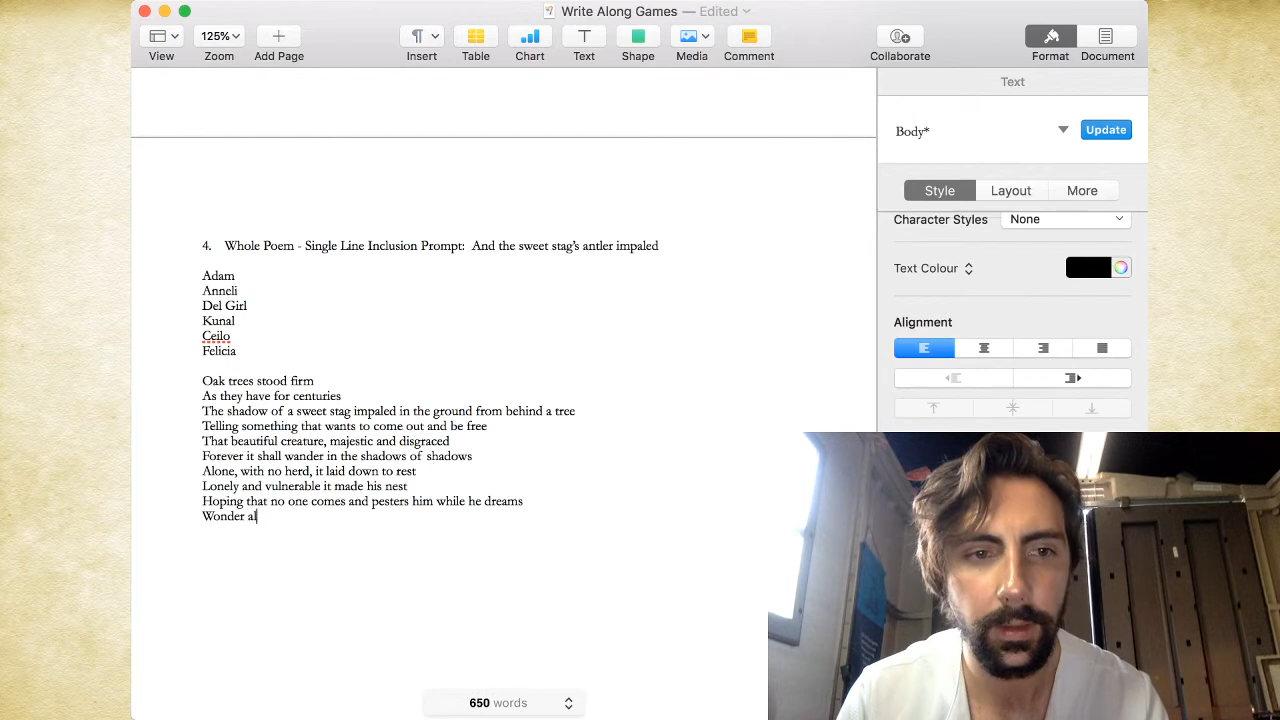 Write Along Games — Edited
125%
View Zoom Add Page Insert Table Chart Text Shape Media Comment Collaborate Format Document
Text
Body*
Update
Style Layout More
Character Styles None
Text Colour
Alignment
4. Whole Poem - Single Line Inclusion Prompt: And the sweet stag's antler impaled
Adam
Anneli
Del Girl
Kunal
Ceilo
Felicia
Oak trees stood firm
As they have for centuries
The shadow of a sweet stag impaled in the ground from behind a tree
Telling something that wants to come out and be free
That beautiful creature, majestic and disgraced
Forever it shall wander in the shadows of shadows
Alone, with no herd, it laid down to rest
Lonely and vulnerable it made his nest
Hoping that no one comes and pesters him while he dreams
Wonder al
650 words